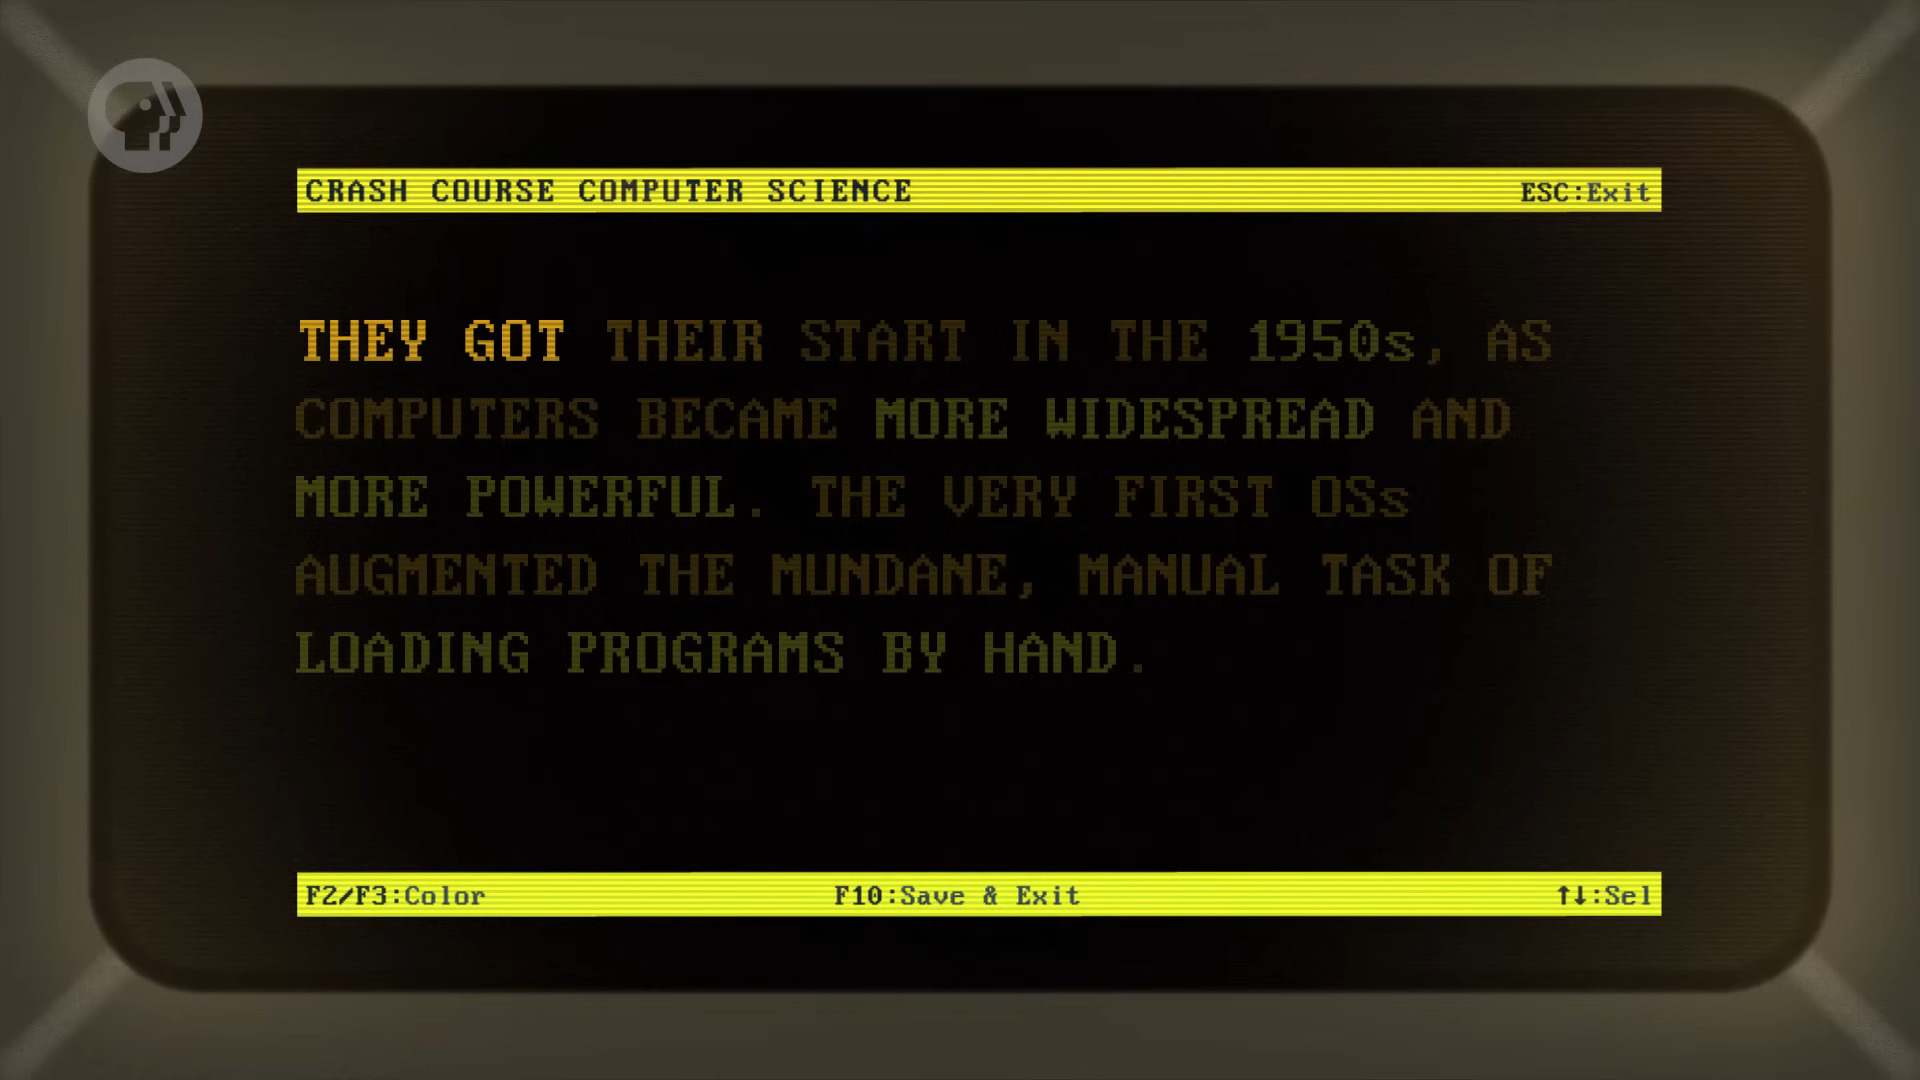 CRASH COURSE COMPUTER SCIENCE ESC:Exit
THEY GOT THEIR START IN THE 1950s, AS
COMPUTERS BECAME MORE WIDESPREAD AND
MORE POWERFUL. THE VERY FIRST OSs
AUGMENTED THE MUNDANE, MANUAL TASK OF
LOADING PROGRAMS BY HAND.
F2/F3:Color F10:Save & Exit ↑↓:Sel